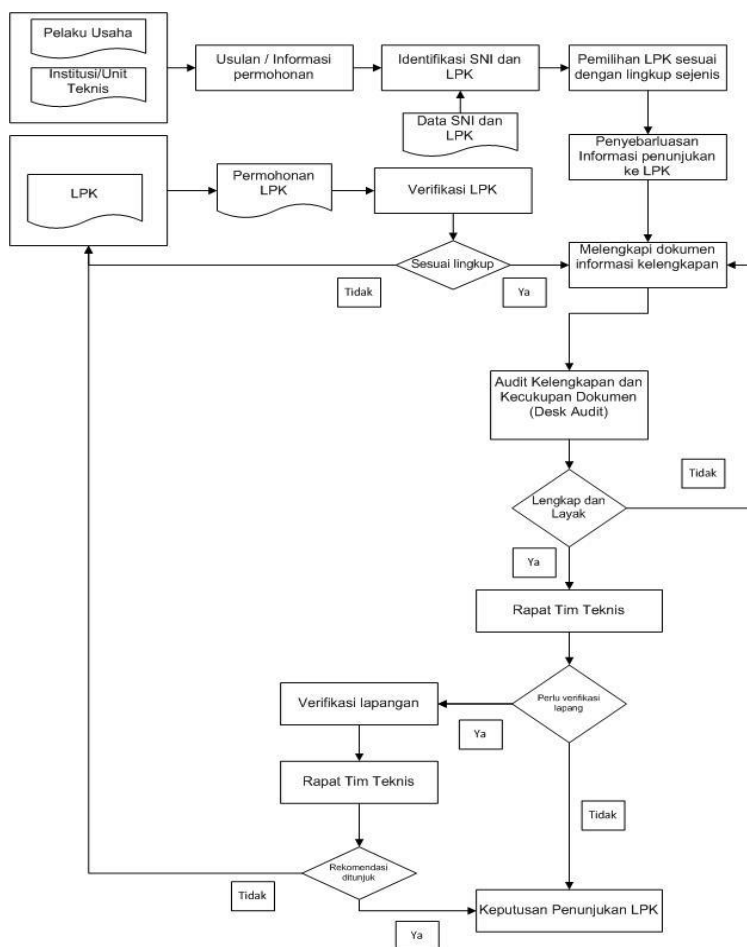 Pelaku Usaha
Institusi/Unit
Teknis
Usulan / Informasi
permohonan
Identifikasi SNI dan
LPK
Pemilihan LPK sesuai
dengan lingkup sejenis
Data SNI dan
LPK
Penyebarluasan
Informasi penunjukan
ke LPK
LPK
Permohonan
LPK
Verifikasi LPK
Sesuai lingkup
Tidak
Ya
Melengkapi dokumen
informasi kelengkapan
Audit Kelengkapan dan
Kecukupan Dokumen
(Desk Audit)
Lengkap dan
Layak
Tidak
Ya
Rapat Tim Teknis
Perlu verifikasi
lapang
Ya
Verifikasi lapangan
Rapat Tim Teknis
Tidak
Rekomendasi
ditunjuk
Tidak
Ya
Keputusan Penunjukan LPK